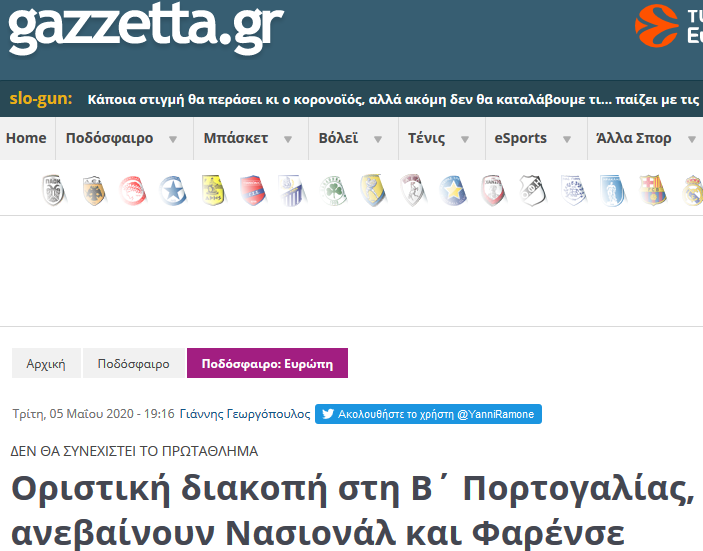 gazzetta.gr
slo-gun: Κάποια στιγμή θα περάσει κι ο κορονοϊός, αλλά ακόμη δεν θα καταλάβουμε τι... παίζει με τις
Home Ποδόσφαιρο Μπάσκετ Βόλεϊ Τένις eSports Άλλα Σπορ
Αρχική Ποδόσφαιρο Ποδόσφαιρο: Ευρώπη
Τρίτη, 05 Μαΐου 2020 - 19:16 Γιάννης Γεωργόπουλος Ακολουθήστε το χρήστη @YanniRamone
ΔΕΝ ΘΑ ΣΥΝΕΧΙΣΤΕΙ ΤΟ ΠΡΩΤΑΘΛΗΜΑ
Οριστική διακοπή στη Β΄ Πορτογαλίας,
ανεβαίνουν Νασιονάλ και Φαρένσε